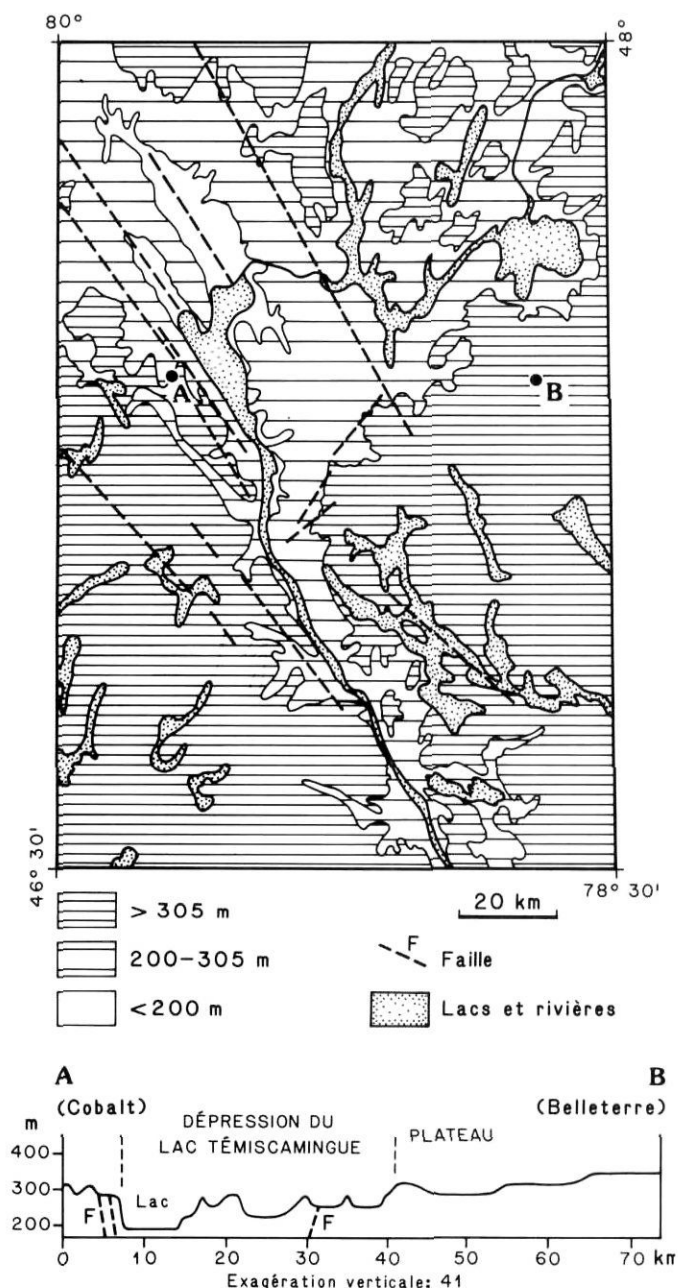 80°
48°
A
B
46° 30'
78° 30'
> 305 m
20 km
200-305 m
F
Faille
<200 m
Lacs et rivières
A
B
(Cobalt)
DÉPRESSION DU
(Belleterre)
m
LAC TÉMISCAMINGUE
PLATEAU
400
300
Lac
200
F
F
0 10 20 30 40 50 60 70 km
Exagération verticale: 41